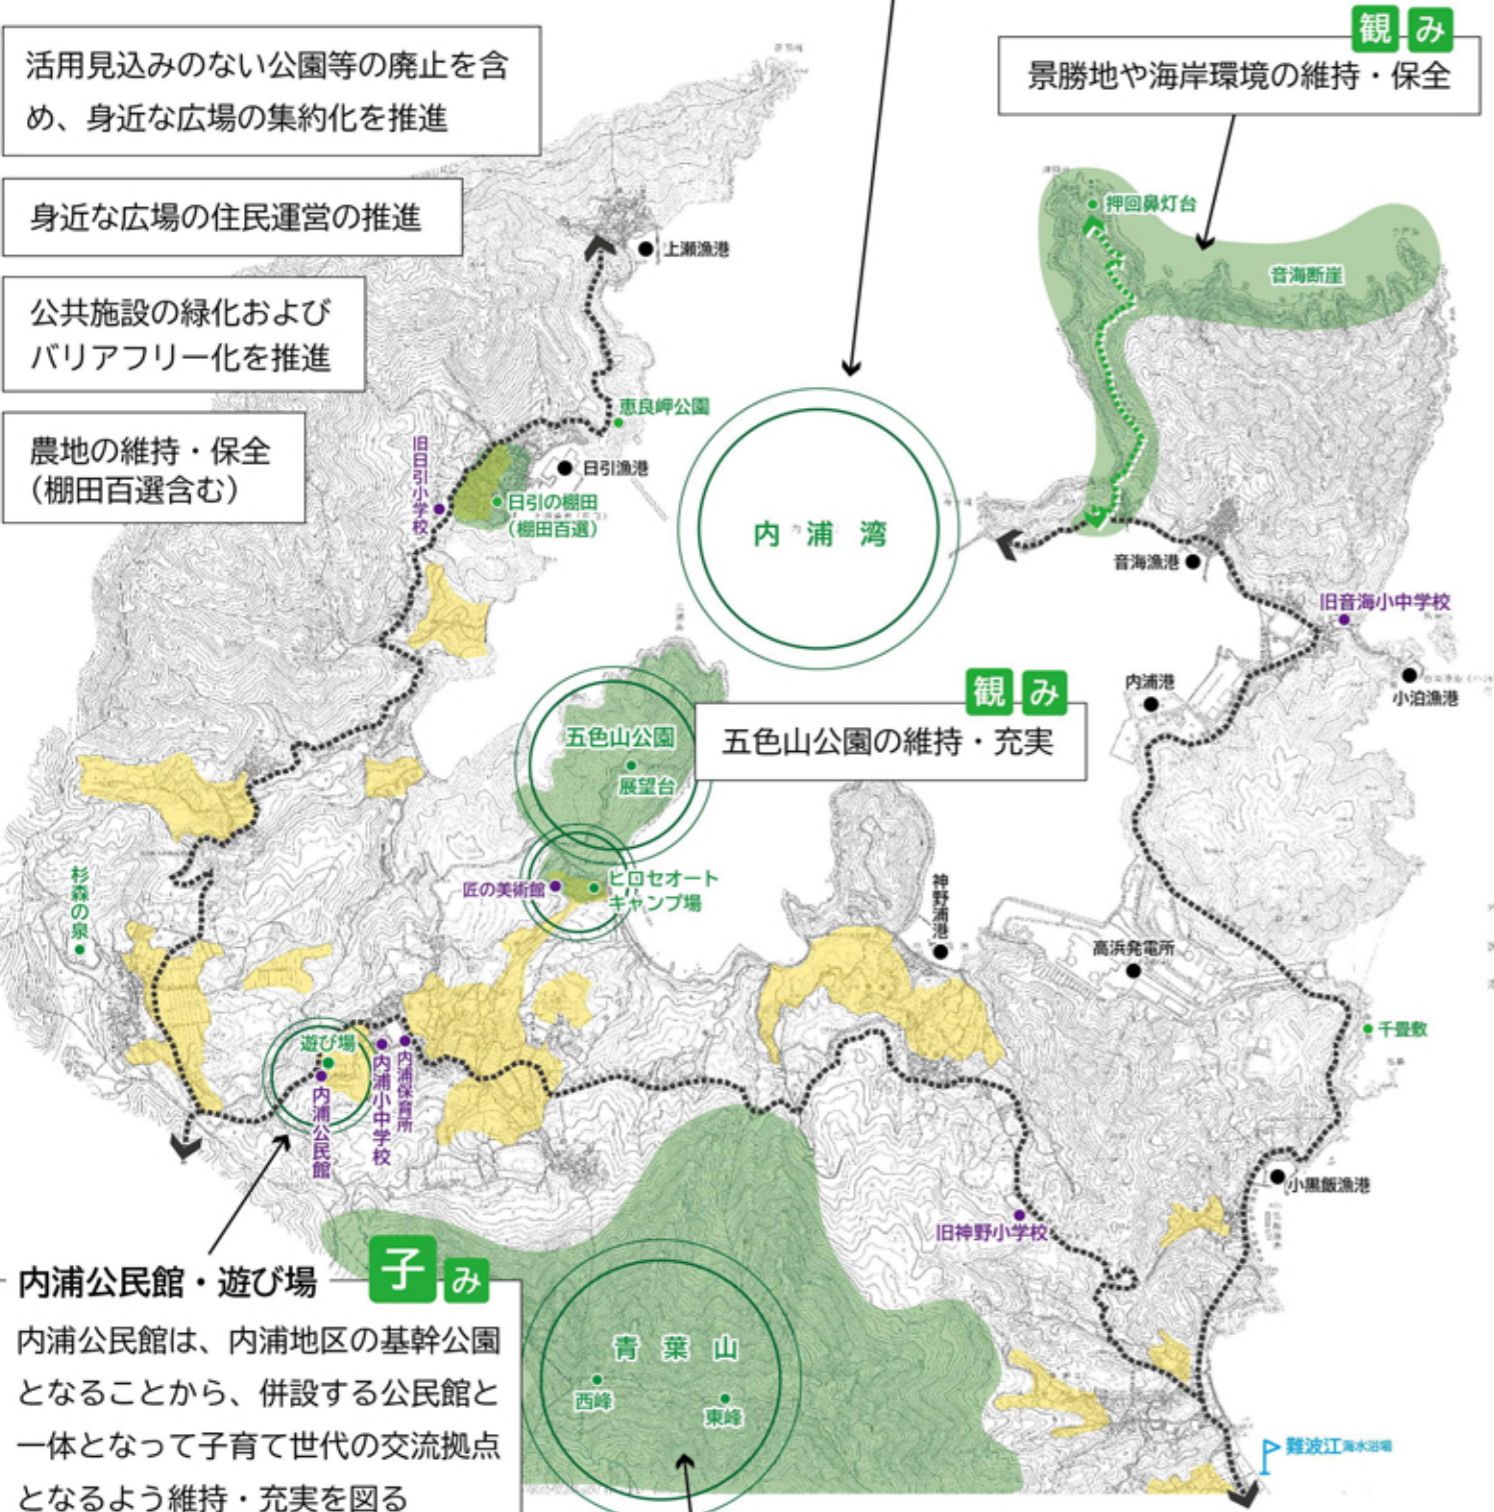 活用見込みのない公園等の廃止を含
め、身近な広場の集約化を推進
身近な広場の住民運営の推進
公共施設の緑化および
バリアフリー化を推進
農地の維持・保全
（棚田百選含む）
観 み
景勝地や海岸環境の維持・保全
押回鼻灯台
音海断崖
上瀬漁港
恵良岬公園
旧日引小学校
日引漁港
日引の棚田
（棚田百選）
内浦湾
音海漁港
旧音海小中学校
小泊漁港
内浦港
観 み
五色山公園の維持・充実
五色山公園
展望台
匠の美術館
ヒロセオート
キャンプ場
杉森の泉
神野浦港
高浜発電所
千畳敷
遊び場
内浦公民館
内浦小中学校
内浦保育所
小黒飯漁港
旧神野小学校
子 み
内浦公民館・遊び場
内浦公民館は、内浦地区の基幹公園
となることから、併設する公民館と
一体となって子育て世代の交流拠点
となるよう維持・充実を図る
青葉山
西峰
東峰
難波江海水浴場